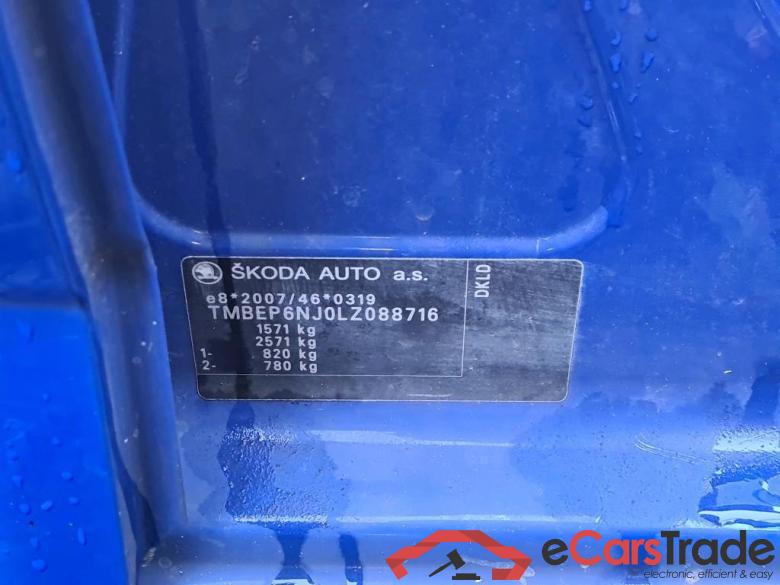 ŠKODA AUTO a.s.
DKLD
e8*2007/46*0319
TMBEP6NJ0LZ088716
1571 kg
2571 kg
1- 820 kg
2- 780 kg
eCarsTrade
electronic, efficient & easy